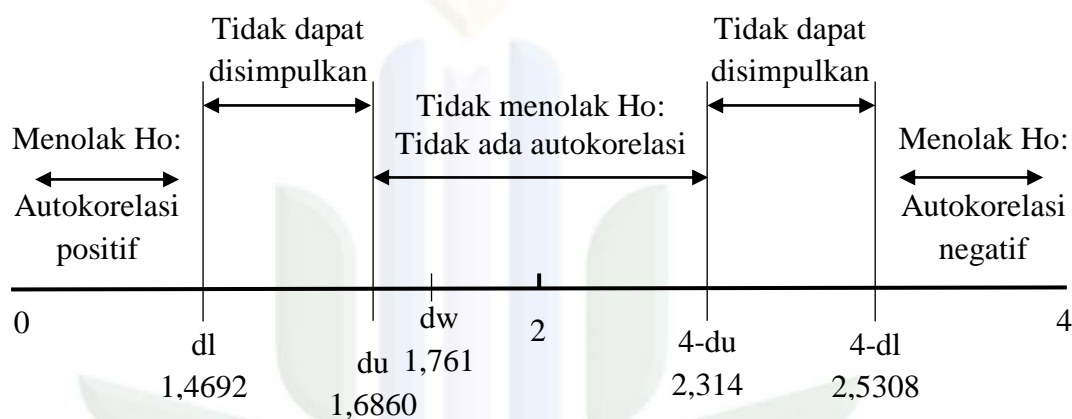 Tidak dapat
disimpulkan
Tidak dapat
disimpulkan
Menolak Ho:
Autokorelasi
positif
Tidak menolak Ho:
Tidak ada autokorelasi
Menolak Ho:
Autokorelasi
negatif
0
dl
1,4692
du
1,6860
dw
1,761
2
4-du
2,314
4-dl
2,5308
4